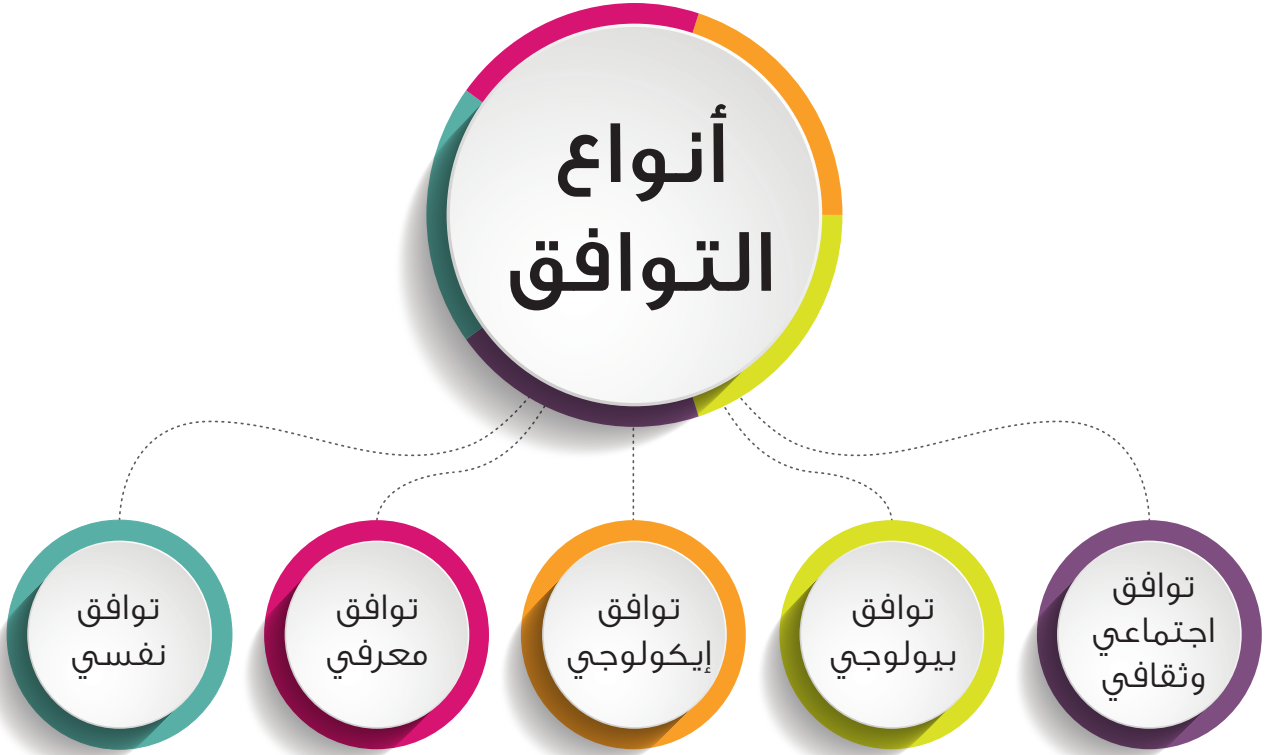 أنواع
التوافق
توافق
اجتماعي
وثقافي
توافق
بيولوجي
توافق
إيكولوجي
توافق
معرفي
توافق
نفسي